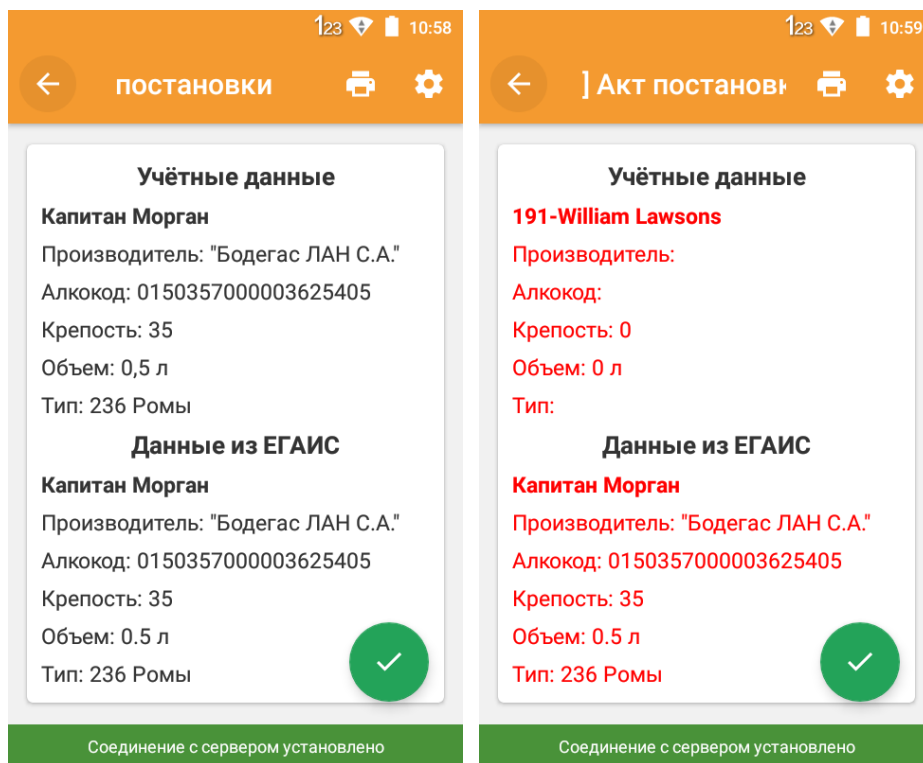 123 10:58
постановки
Учётные данные
Капитан Морган
Производитель: "Бодегас ЛАН С.А."
Алкокод: 0150357000003625405
Крепость: 35
Объем: 0,5 л
Тип: 236 Ромы
Данные из ЕГАИС
Капитан Морган
Производитель: "Бодегас ЛАН С.А."
Алкокод: 0150357000003625405
Крепость: 35
Объем: 0.5 л
Тип: 236 Ромы
Соединение с сервером установлено
123 10:59
] Акт постановк
Учётные данные
191-William Lawsons
Производитель:
Алкокод:
Крепость: 0
Объем: 0 л
Тип:
Данные из ЕГАИС
Капитан Морган
Производитель: "Бодегас ЛАН С.А."
Алкокод: 0150357000003625405
Крепость: 35
Объем: 0.5 л
Тип: 236 Ромы
Соединение с сервером установлено